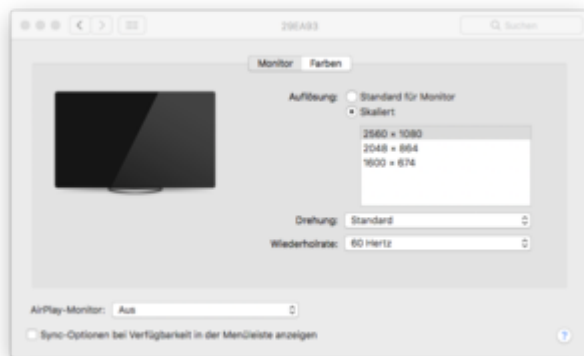 29EA93
Suchen
Monitor Farben
Auflösung: Standard für Monitor
Skaliert
2560 × 1080
2048 × 864
1600 × 674
Drehung: Standard
Wiederholrate: 60 Hertz
AirPlay-Monitor: Aus
Sync-Optionen bei Verfügbarkeit in der Menüleiste anzeigen
?